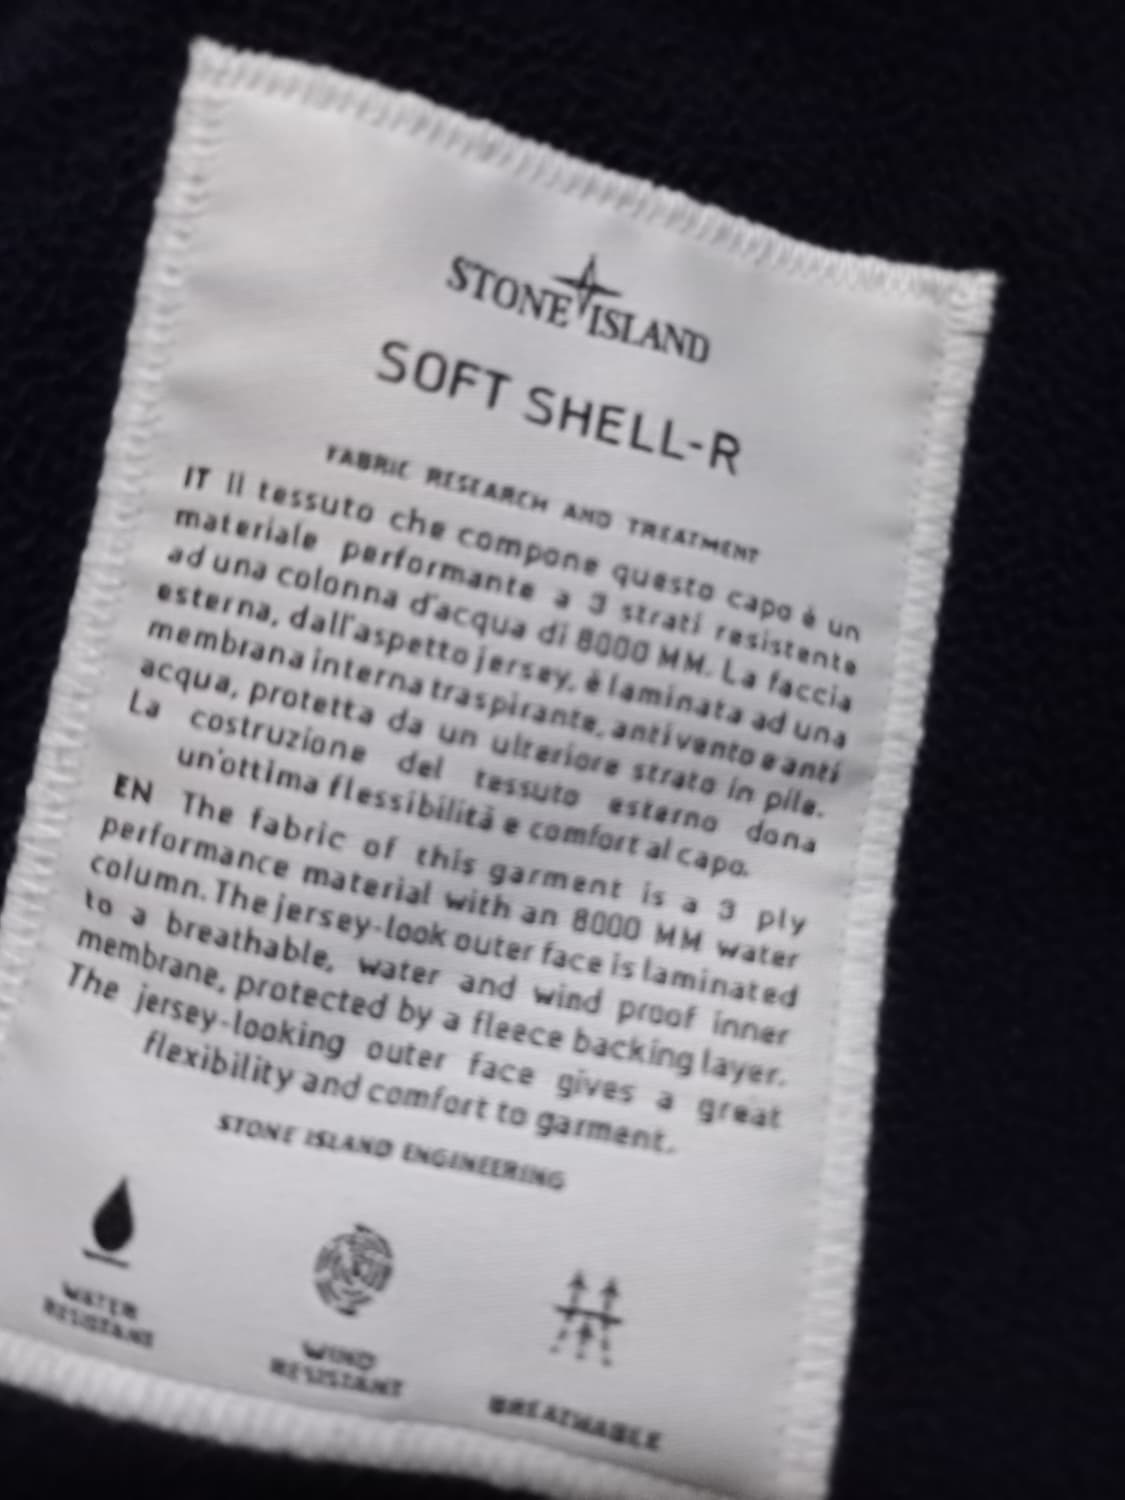 STONE ISLAND
SOFT SHELL-R
FABRIC RESEARCH AND TREATMENT
IT Il tessuto che compone questo capo è un
materiale performante a 3 strati resistente
ad una colonna d'acqua di 8000 MM. La faccia
esterna, dall'aspetto jersey, è laminata ad una
membrana interna traspirante, antivento e anti
acqua, protetta da un ulteriore strato in pile.
La costruzione del tessuto esterno dona
un'ottima flessibilità e comfort al capo.
EN The fabric of this garment is a 3 ply
performance material with an 8000 MM water
column. The jersey-look outer face is laminated
to a breathable, water and wind proof inner
membrane, protected by a fleece backing layer.
The jersey-looking outer face gives a great
flexibility and comfort to garment.
STONE ISLAND ENGINEERING
WATER
RESISTANT
WIND
RESISTANT
BREATHABLE